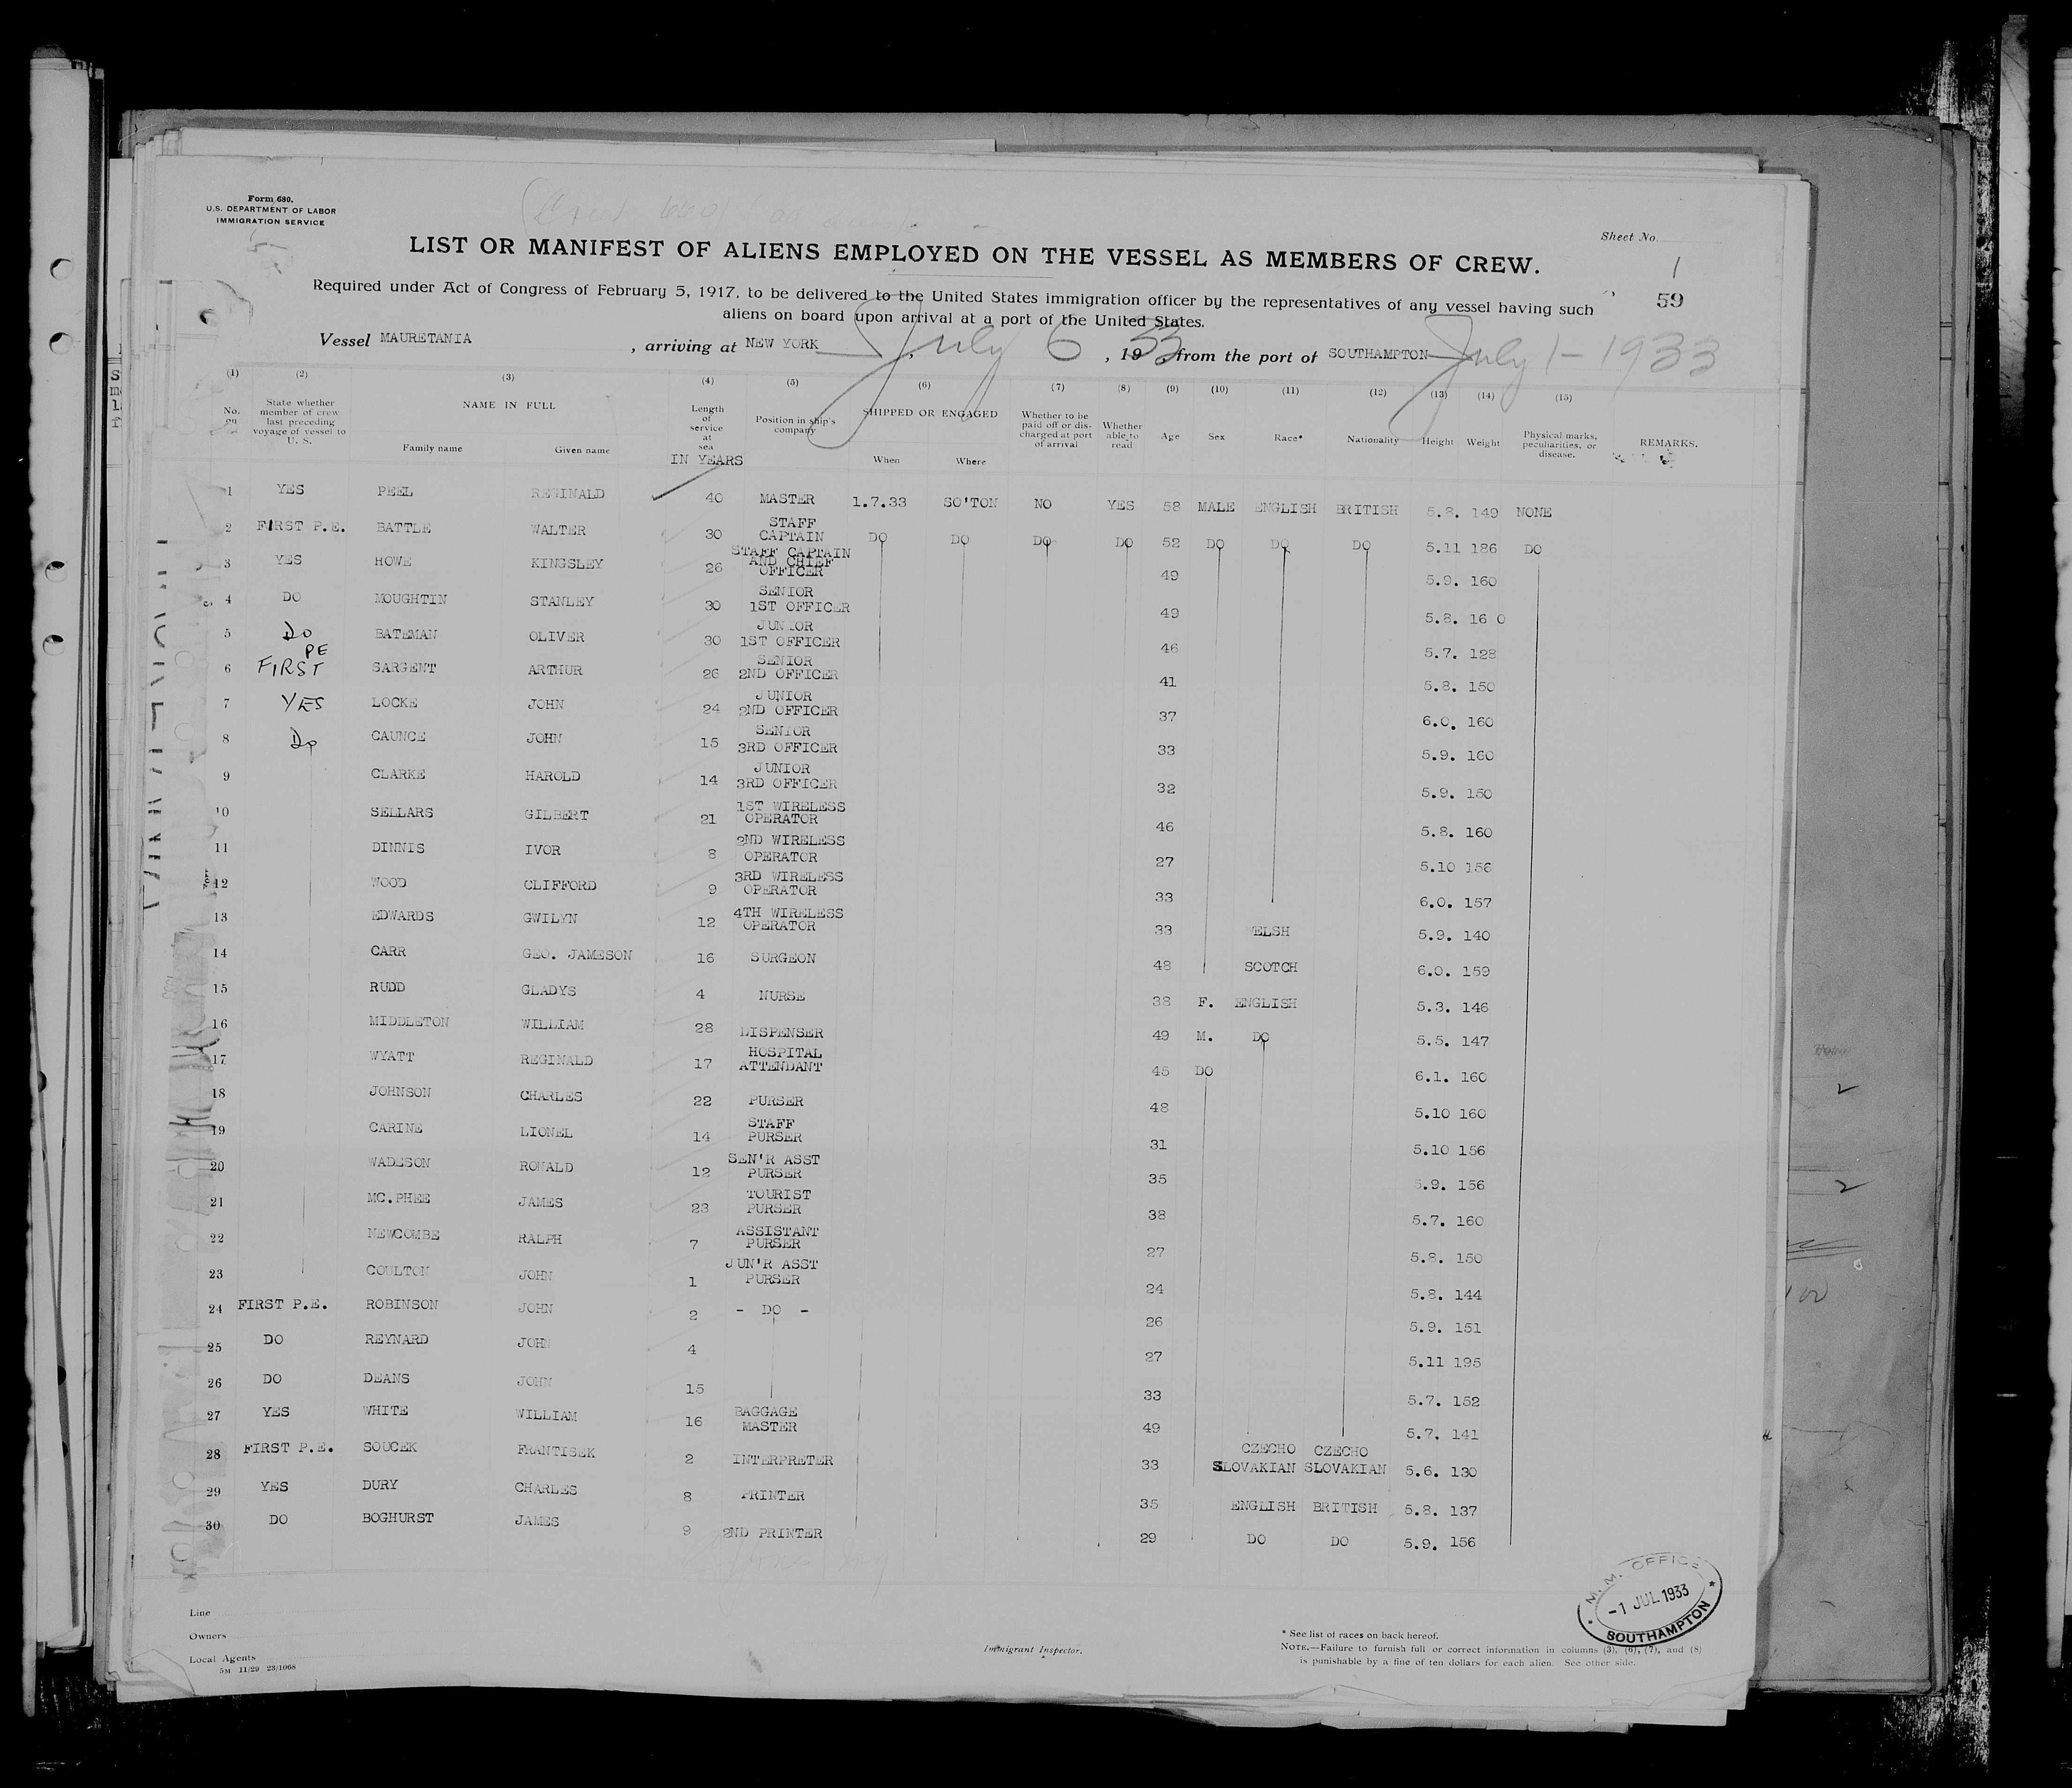 Form 680.
U.S. DEPARTMENT OF LABOR
IMMIGRATION SERVICE
Sheet No.
LIST OR MANIFEST OF ALIENS EMPLOYED ON THE VESSEL AS MEMBERS OF CREW.
1
59
Required under Act of Congress of February 5, 1917, to be delivered to the United States immigration officer by the representatives of any vessel having such
aliens on board upon arrival at a port of the United States.
Vessel MAURETANIA , arriving at NEW YORK July 6 , 1933, from the port of SOUTHAMPTON July 1 - 1933
(1) (2) (3) (4) (5) (6) (7) (8) (9) (10) (11) (12) (13) (14) (15)
No. on State whether member of crew last preceding voyage of vessel to U. S. NAME IN FULL Family name Given name Length of service at sea IN YEARS Position in ship's company SHIPPED OR ENGAGED When Where Whether to be paid off or discharged at port of arrival Whether able to read Age Sex Race* Nationality Height Weight Physical marks, peculiarities, or disease. REMARKS.
1 YES PEEL REGINALD 40 MASTER 1.7.33 SO'TON NO YES 58 MALE ENGLISH BRITISH 5.8. 149 NONE
2 FIRST P.E. BATTLE WALTER 30 STAFF CAPTAIN DO DO DO DO 52 DO DO DO 5.11 186 DO
3 YES HOWE KINGSLEY 26 STAFF CAPTAIN AND CHIEF OFFICER 49 5.9. 160
4 DO MOUGHTIN STANLEY 30 SENIOR 1ST OFFICER 49 5.8. 16 0
5 Do BATEMAN OLIVER 30 JUNIOR 1ST OFFICER 46 5.7. 128
6 FIRST PE SARGENT ARTHUR 26 SENIOR 2ND OFFICER 41 5.8. 150
7 YES LOCKE JOHN 24 JUNIOR 2ND OFFICER 37 6.0. 160
8 Do CAUNCE JOHN 15 SENIOR 3RD OFFICER 33 5.9. 160
9 CLARKE HAROLD 14 JUNIOR 3RD OFFICER 32 5.9. 150
10 SELLARS GILBERT 21 1ST WIRELESS OPERATOR 46 5.8. 160
11 DINNIS IVOR 8 2ND WIRELESS OPERATOR 27 5.10 156
12 WOOD CLIFFORD 9 3RD WIRELESS OPERATOR 33 6.0. 157
13 EDWARDS GWILYN 12 4TH WIRELESS OPERATOR 33 WELSH 5.9. 140
14 CARR GEO. JAMESON 16 SURGEON 48 SCOTCH 6.0. 159
15 RUDD GLADYS 4 NURSE 38 F. ENGLISH 5.3. 146
16 MIDDLETON WILLIAM 28 DISPENSER 49 M. DO 5.5. 147
17 WYATT REGINALD 17 HOSPITAL ATTENDANT 45 DO 6.1. 160
18 JOHNSON CHARLES 22 PURSER 48 5.10 160
19 CARINE LIONEL 14 STAFF PURSER 31 5.10 156
20 WADESON RONALD 12 SEN'R ASST PURSER 35 5.9. 156
21 MC.PHEE JAMES 23 TOURIST PURSER 38 5.7. 160
22 NEWCOMBE RALPH 7 ASSISTANT PURSER 27 5.8. 150
23 COULTON JOHN 1 JUN'R ASST PURSER 24 5.8. 144
24 FIRST P.E. ROBINSON JOHN 2 - DO - 26 5.9. 151
25 DO REYNARD JOHN 4 27 5.11 195
26 DO DEANS JOHN 15 33 5.7. 152
27 YES WHITE WILLIAM 16 BAGGAGE MASTER 49 5.7. 141
28 FIRST P.E. SOUCEK FRANTISEK 2 INTERPRETER 33 CZECHO SLOVAKIAN CZECHO SLOVAKIAN 5.6. 130
29 YES DURY CHARLES 8 PRINTER 35 ENGLISH BRITISH 5.8. 137
30 DO BOGHURST JAMES 9 2ND PRINTER 29 DO DO 5.9. 156
M. M. OFFICE
-1 JUL 1933
SOUTHAMPTON
Line
Owners
Local Agents
5M 11/29 23/1068
Immigrant Inspector.
* See list of races on back hereof.
NOTE.—Failure to furnish full or correct information in columns (3), (6), (7), and (8)
is punishable by a fine of ten dollars for each alien. See other side.